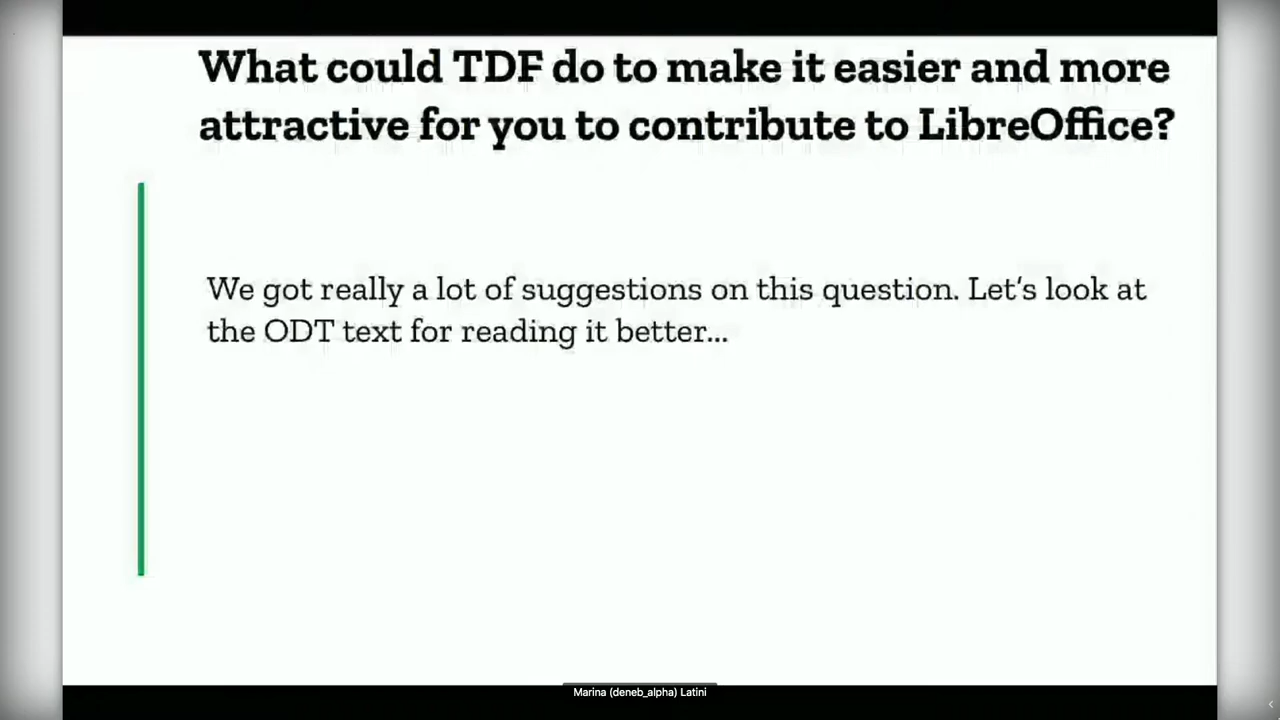 What could TDF do to make it easier and more
attractive for you to contribute to LibreOffice?
We got really a lot of suggestions on this question. Let's look at
the ODT text for reading it better...
Marina (deneb_alpha) Latini